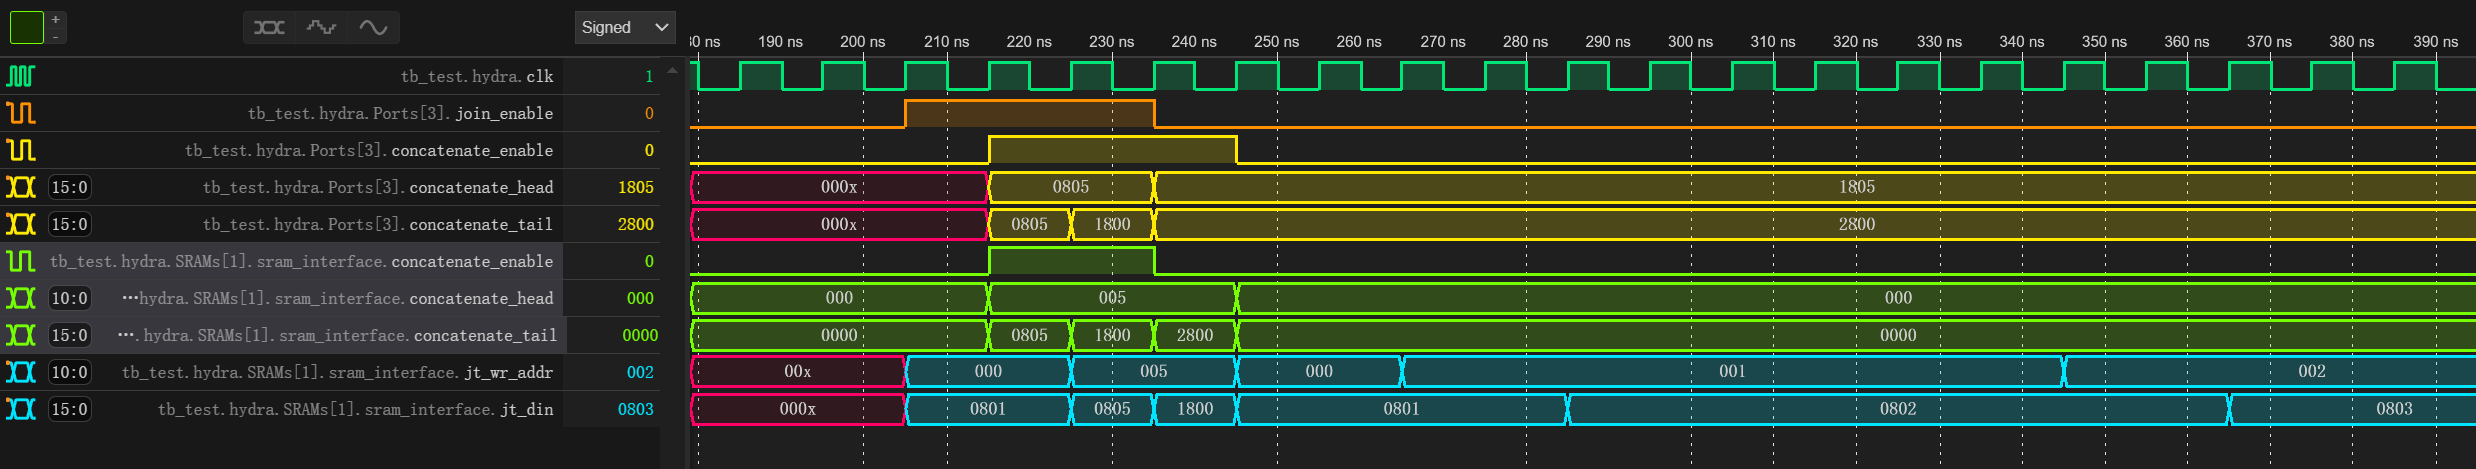 +
-
Signed
80 ns 190 ns 200 ns 210 ns 220 ns 230 ns 240 ns 250 ns 260 ns 270 ns 280 ns 290 ns 300 ns 310 ns 320 ns 330 ns 340 ns 350 ns 360 ns 370 ns 380 ns 390 ns
tb_test.hydra.clk 1
tb_test.hydra.Ports[3].join_enable 0
tb_test.hydra.Ports[3].concatenate_enable 0
15:0 tb_test.hydra.Ports[3].concatenate_head 1805 000x 0805 1805
15:0 tb_test.hydra.Ports[3].concatenate_tail 2800 000x 0805 1800 2800
tb_test.hydra.SRAMs[1].sram_interface.concatenate_enable 0
10:0 …hydra.SRAMs[1].sram_interface.concatenate_head 000 000 005 000
15:0 ….hydra.SRAMs[1].sram_interface.concatenate_tail 0000 0000 0805 1800 2800 0000
10:0 tb_test.hydra.SRAMs[1].sram_interface.jt_wr_addr 002 00x 000 005 000 001 002
15:0 tb_test.hydra.SRAMs[1].sram_interface.jt_din 0803 000x 0801 0805 1800 0801 0802 0803